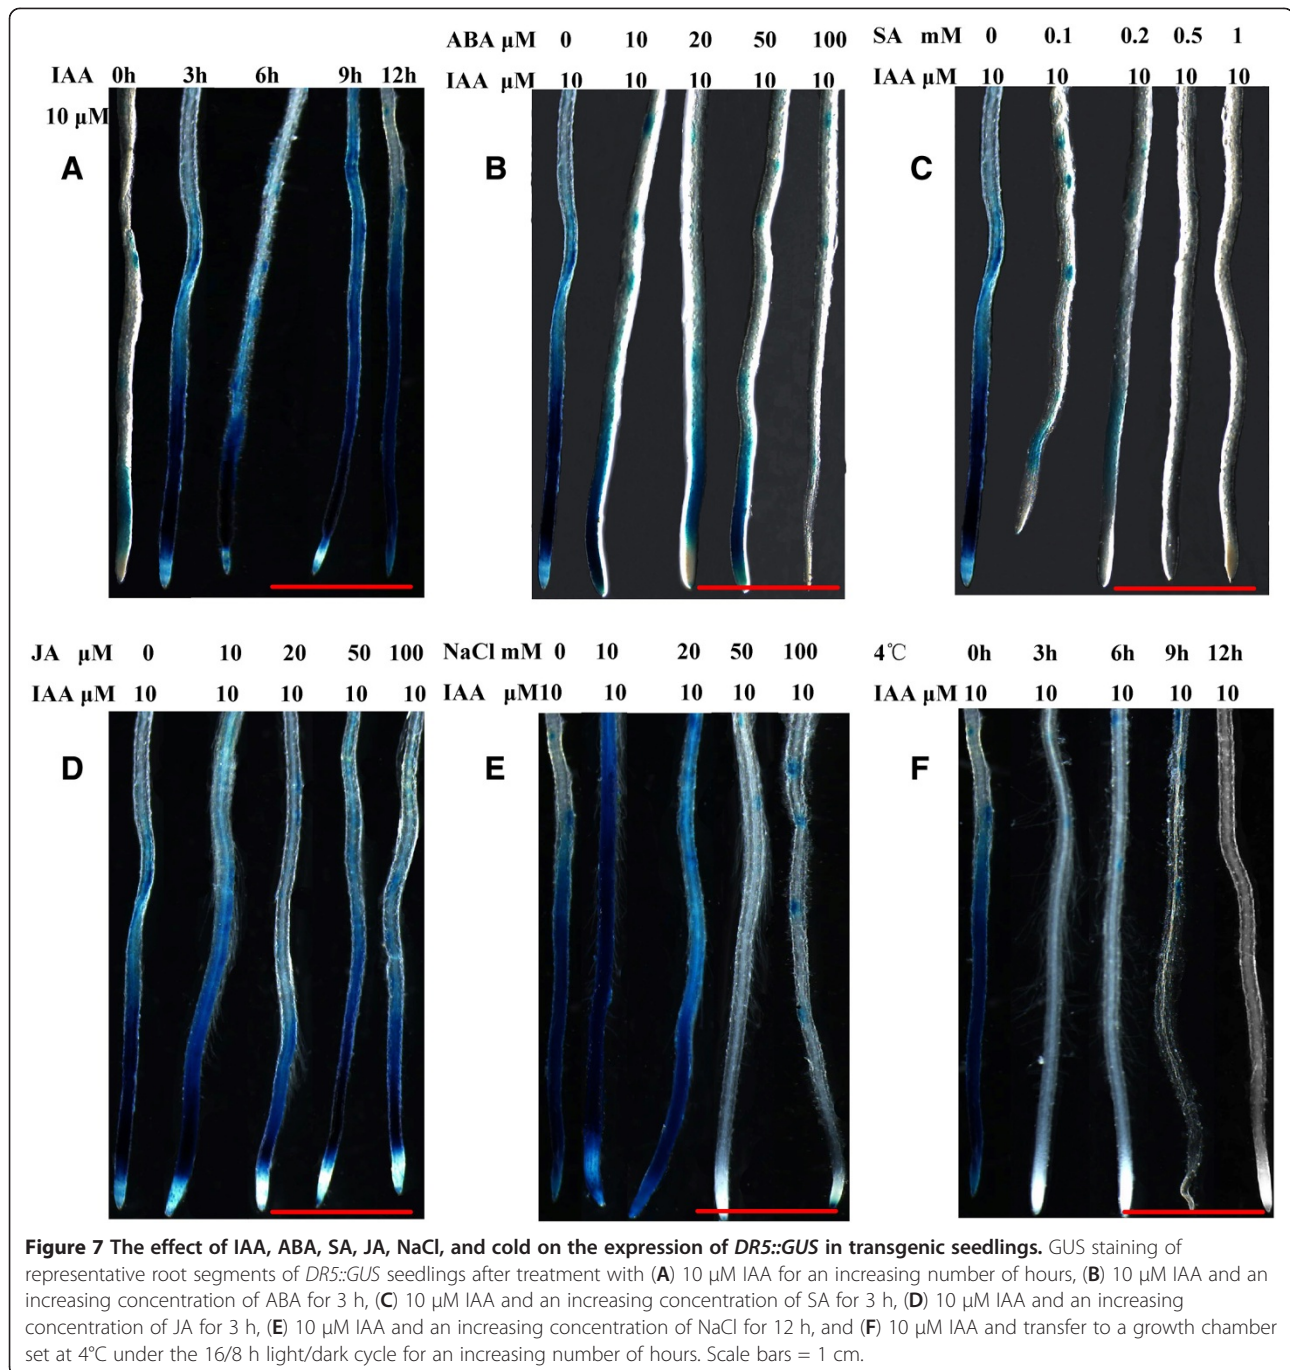 IAA 0h 3h 6h 9h 12h
10 µM
A
ABA µM 0 10 20 50 100
IAA µM 10 10 10 10 10
B
SA mM 0 0.1 0.2 0.5 1
IAA µM 10 10 10 10 10
C
JA µM 0 10 20 50 100
IAA µM 10 10 10 10 10
D
NaCl mM 0 10 20 50 100
IAA µM10 10 10 10 10
E
4℃ 0h 3h 6h 9h 12h
IAA µM 10 10 10 10 10
F
Figure 7 The effect of IAA, ABA, SA, JA, NaCl, and cold on the expression of DR5::GUS in transgenic seedlings. GUS staining of
representative root segments of DR5::GUS seedlings after treatment with (A) 10 µM IAA for an increasing number of hours, (B) 10 µM IAA and an
increasing concentration of ABA for 3 h, (C) 10 µM IAA and an increasing concentration of SA for 3 h, (D) 10 µM IAA and an increasing
concentration of JA for 3 h, (E) 10 µM IAA and an increasing concentration of NaCl for 12 h, and (F) 10 µM IAA and transfer to a growth chamber
set at 4°C under the 16/8 h light/dark cycle for an increasing number of hours. Scale bars = 1 cm.